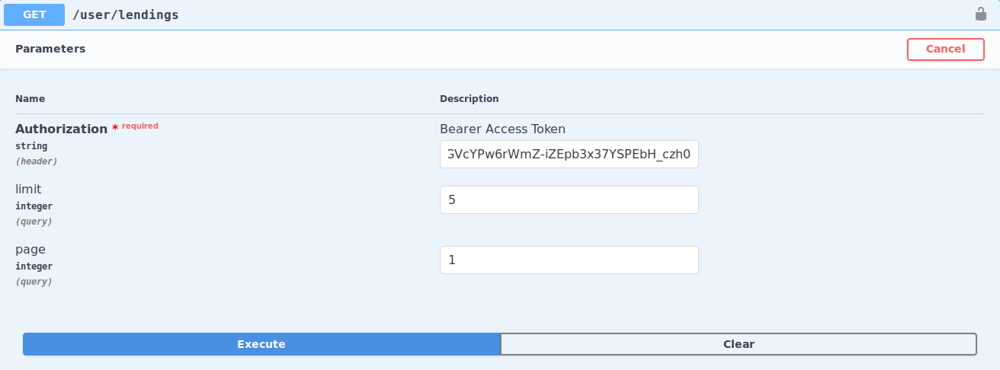 GET /user/lendings
Parameters
Cancel
Name Description
Authorization * required
string
(header)
Bearer Access Token
GVcYPw6rWmZ-iZEpb3x37YSPEbH_czh0
limit
integer
(query)
5
page
integer
(query)
1
Execute Clear